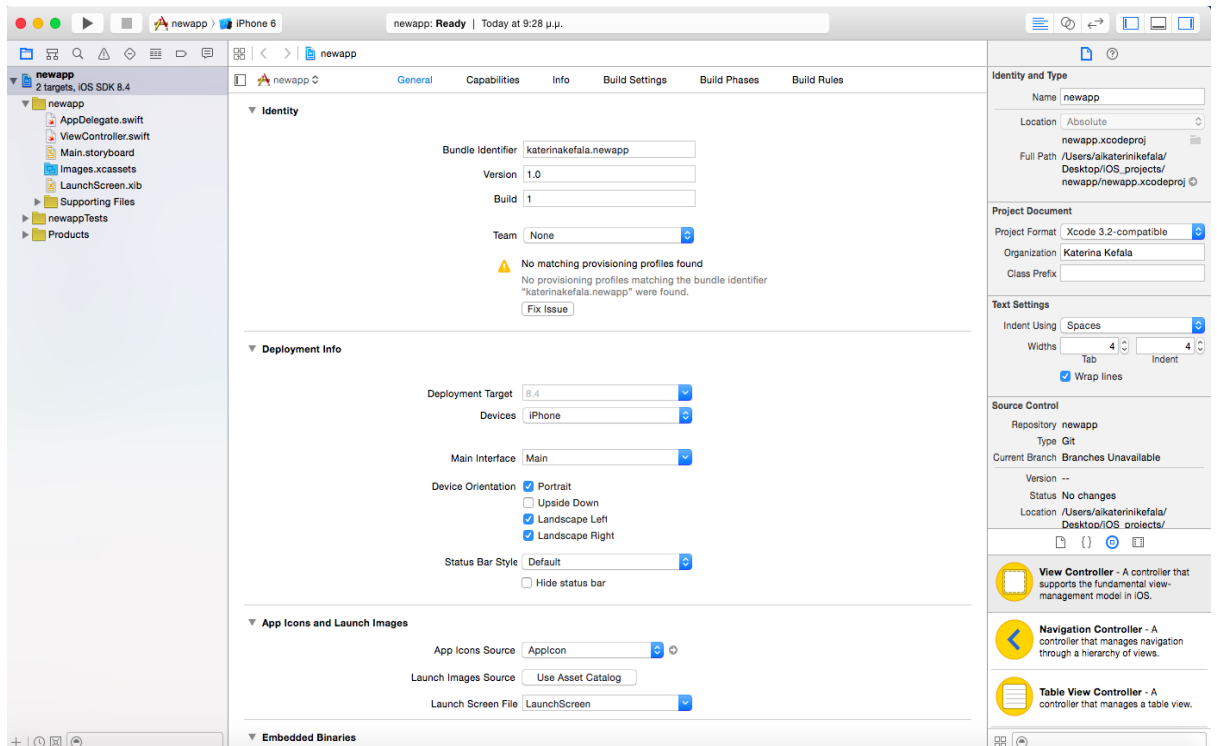 newapp
iPhone 6
newapp: Ready | Today at 9:28 μ.μ.
newapp
newapp
2 targets, iOS SDK 8.4
newapp
AppDelegate.swift
ViewController.swift
Main.storyboard
Images.xcassets
LaunchScreen.xib
Supporting Files
newappTests
Products
newapp
General
Capabilities
Info
Build Settings
Build Phases
Build Rules
Identity
Bundle Identifier katerinakefala.newapp
Version 1.0
Build 1
Team None
No matching provisioning profiles found
No provisioning profiles matching the bundle identifier
"katerinakefala.newapp" were found.
Fix Issue
Deployment Info
Deployment Target 8.4
Devices iPhone
Main Interface Main
Device Orientation Portrait
Upside Down
Landscape Left
Landscape Right
Status Bar Style Default
Hide status bar
App Icons and Launch Images
App Icons Source AppIcon
Launch Images Source Use Asset Catalog
Launch Screen File LaunchScreen
Embedded Binaries
Identity and Type
Name newapp
Location Absolute
newapp.xcodeproj
Full Path /Users/aikaterinikefala/
Desktop/iOS_projects/
newapp/newapp.xcodeproj
Project Document
Project Format Xcode 3.2-compatible
Organization Katerina Kefala
Class Prefix
Text Settings
Indent Using Spaces
Widths 4 4
Tab Indent
Wrap lines
Source Control
Repository newapp
Type Git
Current Branch Branches Unavailable
Version --
Status No changes
Location /Users/aikaterinikefala/
Desktop/iOS_projects/
{ }
View Controller - A controller that
supports the fundamental view-
management model in iOS.
Navigation Controller - A
controller that manages navigation
through a hierarchy of views.
Table View Controller - A
controller that manages a table view.